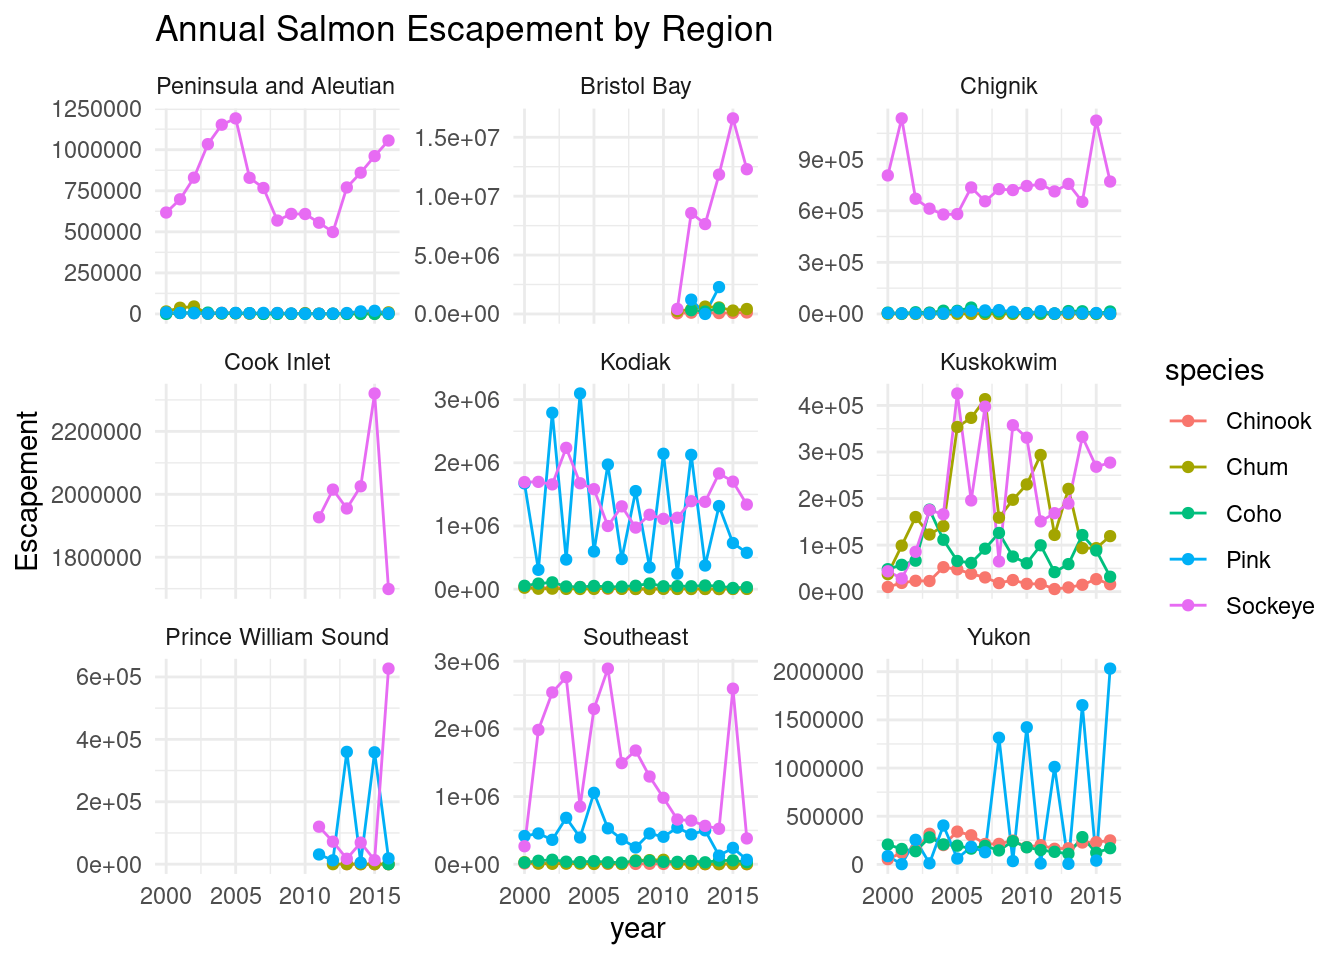 Annual Salmon Escapement by Region
Peninsula and Aleutian
Bristol Bay
Chignik
1250000
1000000
750000
500000
250000
0
1.5e+07
1.0e+07
5.0e+06
0.0e+00
9e+05
6e+05
3e+05
0e+00
Cook Inlet
Kodiak
Kuskokwim
2200000
2000000
1800000
3e+06
2e+06
1e+06
0e+00
4e+05
3e+05
2e+05
1e+05
0e+00
Prince William Sound
Southeast
Yukon
6e+05
4e+05
2e+05
0e+00
3e+06
2e+06
1e+06
0e+00
2000000
1500000
1000000
500000
0
2000 2005 2010 2015
2000 2005 2010 2015
2000 2005 2010 2015
year
Escapement
species
Chinook
Chum
Coho
Pink
Sockeye